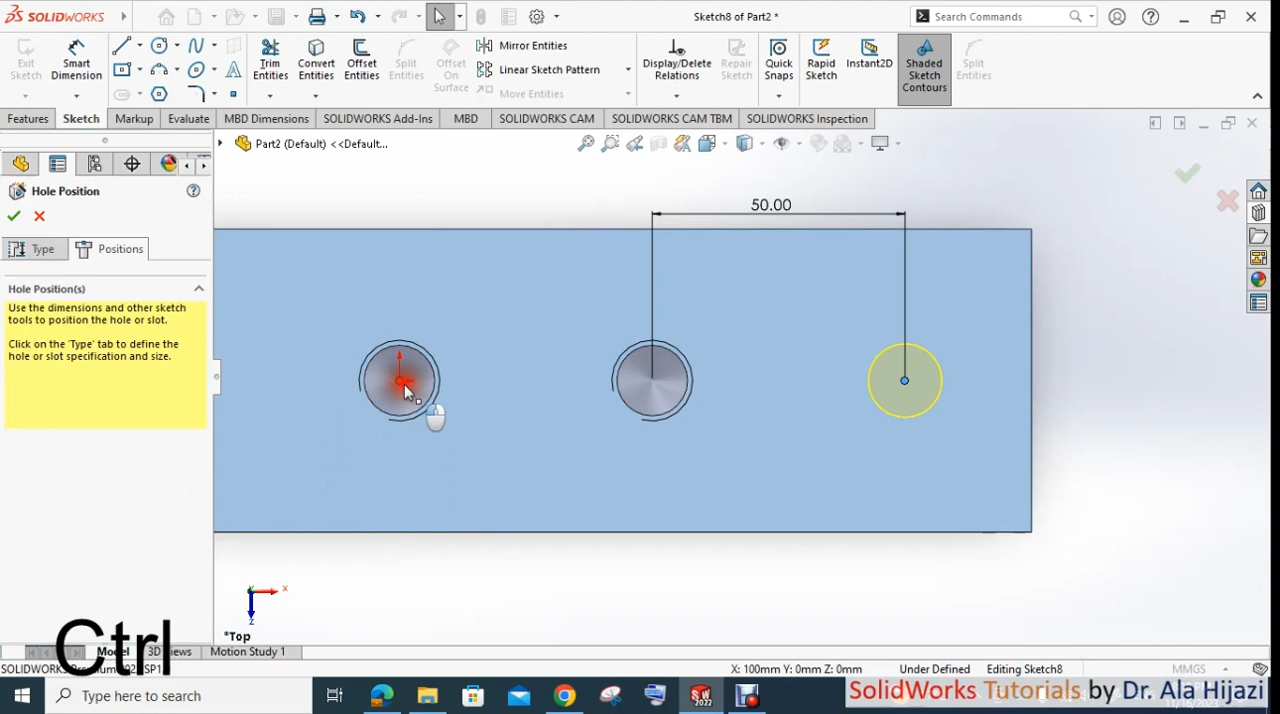 SOLIDWORKS
Sketch8 of Part2 *
Search Commands
Exit Sketch
Smart Dimension
Trim Entities
Convert Entities
Offset Entities
Split Entities
Offset On Surface
Mirror Entities
Linear Sketch Pattern
Move Entities
Display/Delete Relations
Repair Sketch
Quick Snaps
Rapid Sketch
Instant2D
Shaded Sketch Contours
Split Entities
Features
Sketch
Markup
Evaluate
MBD Dimensions
SOLIDWORKS Add-Ins
MBD
SOLIDWORKS CAM
SOLIDWORKS CAM TBM
SOLIDWORKS Inspection
Part2 (Default) <<Default...
Hole Position
Type
Positions
Hole Position(s)
Use the dimensions and other sketch
tools to position the hole or slot.
Click on the 'Type' tab to define the
hole or slot specification and size.
50.00
X
Z
*Top
Ctrl
Model
3D Views
Motion Study 1
X: 100mm Y: 0mm Z: 0mm
Under Defined
Editing Sketch8
MMGS
Type here to search
SW
2022
SolidWorks Tutorials by Dr. Ala Hijazi